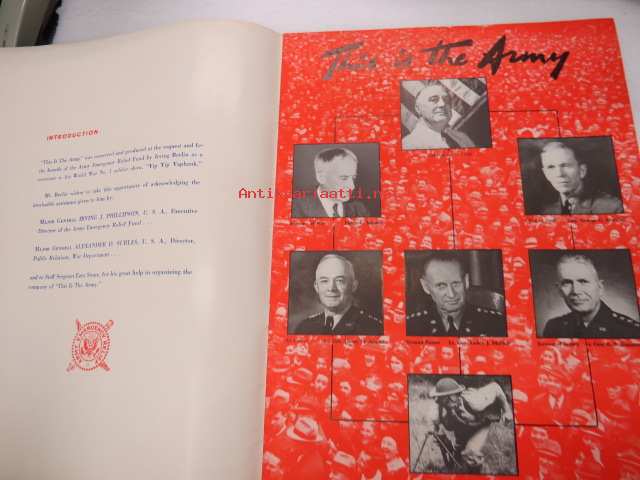 INTRODUCTION
"This Is The Army" was conceived and produced at the request and for
the benefit of the Army Emergency Relief Fund by Irving Berlin as a
to his World War No. 1 soldier show, "Yip Yip Yaphank."
Mr. Berlin wishes to take this opportunity of acknowledging the
invaluable assistance given to him by:
MAJOR GENERAL IRVING J. PHILLIPSON, U. S. A., Executive
Director of the Army Emergency Relief Fund . . .
MAJOR GENERAL ALEXANDER D. SURLES, U. S. A., Director,
Public Relations, War Department . . .
and to Staff Sergeant Ezra Stone, for his great help in organizing the
company of "This Is The Army."
This is the Army
Antikvariaatti.net